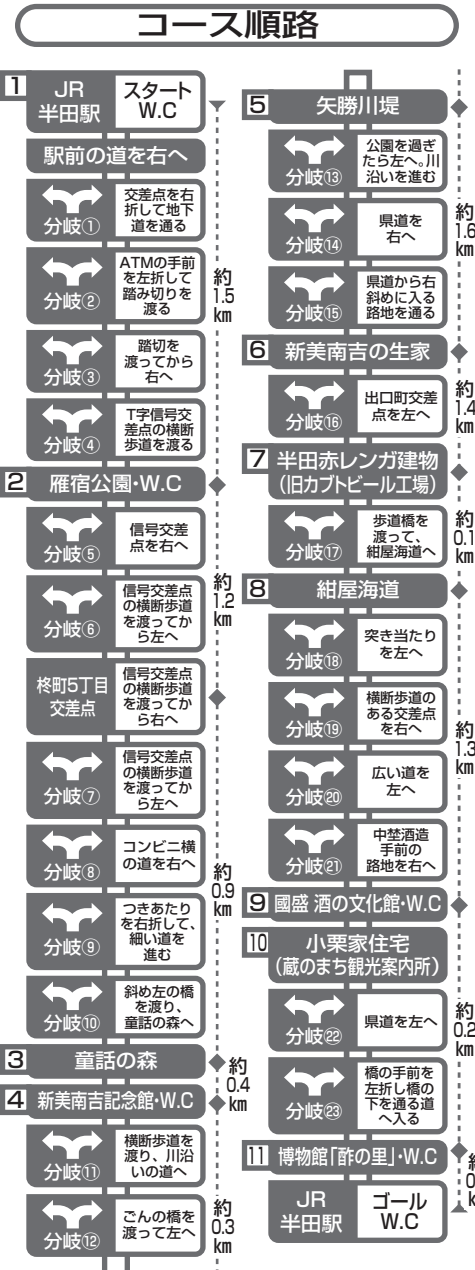 コース順路
1
JR
半田駅
スタート
W.C
駅前の道を右へ
分岐①
交差点を右
折して地下
道を通る
分岐②
ATMの手前
を左折して
踏み切りを
渡る
約
1.5
km
分岐③
踏切を
渡ってから
右へ
分岐④
T字信号交
差点の横断
歩道を渡る
2
雁宿公園・W.C
分岐⑤
信号交差
点を右へ
分岐⑥
信号交差点
の横断歩道
を渡ってか
ら左へ
約
1.2
km
柊町5丁目
交差点
信号交差点
の横断歩道
を渡ってか
ら右へ
分岐⑦
信号交差点
の横断歩道
を渡ってか
ら左へ
分岐⑧
コンビニ横
の道を右へ
約
0.9
km
分岐⑨
つきあたり
を右折して、
細い道を
進む
分岐⑩
斜め左の橋
を渡り、
童話の森へ
3
童話の森
約
0.4
km
4
新美南吉記念館・W.C
分岐⑪
横断歩道を
渡り、川沿
いの道へ
分岐⑫
ごんの橋を
渡って左へ
約
0.3
km
5
矢勝川堤
分岐⑬
公園を過ぎ
たら左へ。川
沿いを進む
分岐⑭
県道を
右へ
約
1.6
km
分岐⑮
県道から右
斜めに入る
路地を通る
6
新美南吉の生家
分岐⑯
出口町交差
点を左へ
約
1.4
km
7
半田赤レンガ建物
(旧カブトビール工場)
分岐⑰
歩道橋を
渡って、
紺屋海道へ
約
0.1
km
8
紺屋海道
分岐⑱
突き当たり
を左へ
分岐⑲
横断歩道の
ある交差点
を右へ
約
1.3
km
分岐⑳
広い道を
左へ
分岐㉑
中埜酒造
手前の
路地を右へ
9
國盛 酒の文化館・W.C
10
小栗家住宅
(蔵のまち観光案内所)
分岐㉒
県道を左へ
約
0.2
km
分岐㉓
橋の手前を
左折し橋の
下を通る道
へ入る
11
博物館「酢の里」・W.C
JR
半田駅
ゴール
W.C